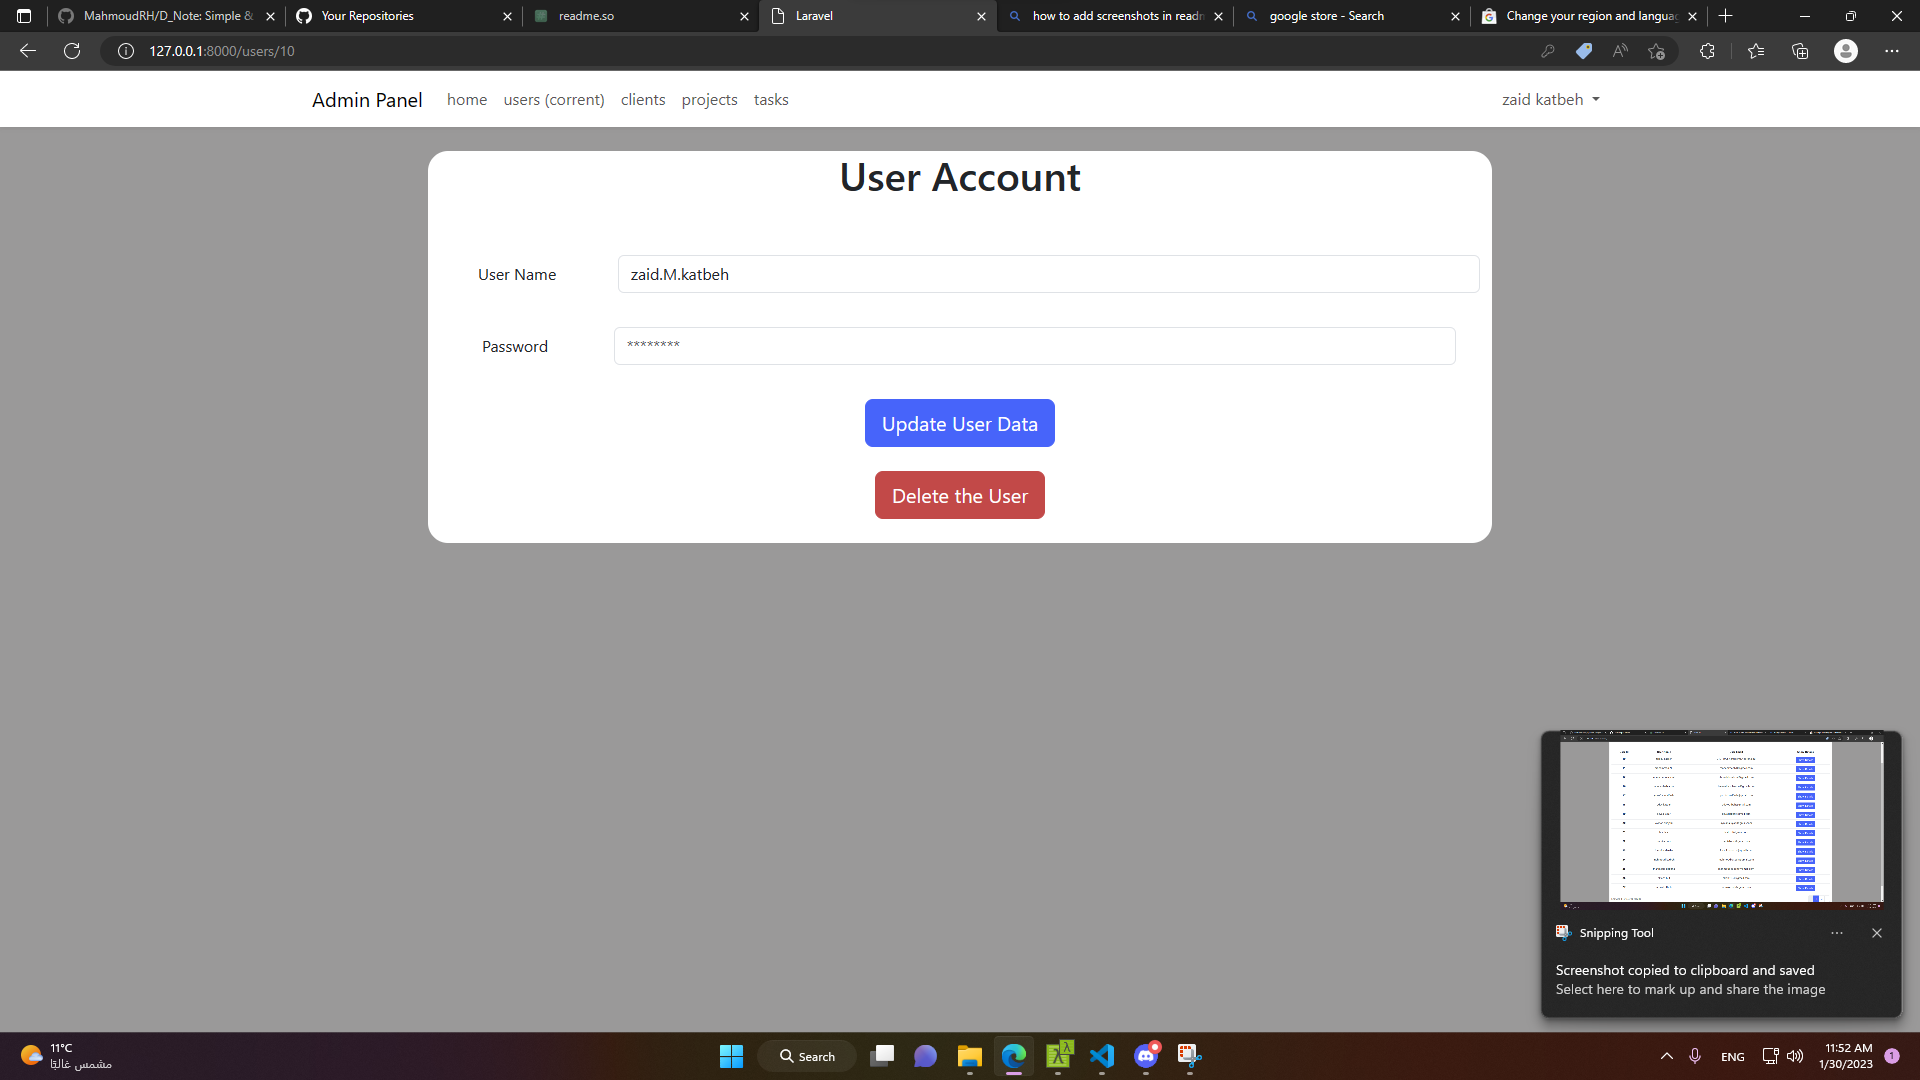 MahmoudRH/D_Note: Simple &
Your Repositories
readme.so
Laravel
how to add screenshots in readm
google store - Search
Change your region and languag
127.0.0.1:8000/users/10
Admin Panel
home
users (corrent)
clients
projects
tasks
zaid katbeh
User Account
User Name
zaid.M.katbeh
Password
********
Update User Data
Delete the User
Snipping Tool
Screenshot copied to clipboard and saved
Select here to mark up and share the image
11°C
مشمس غالبًا
Search
ENG
11:52 AM
1/30/2023
1